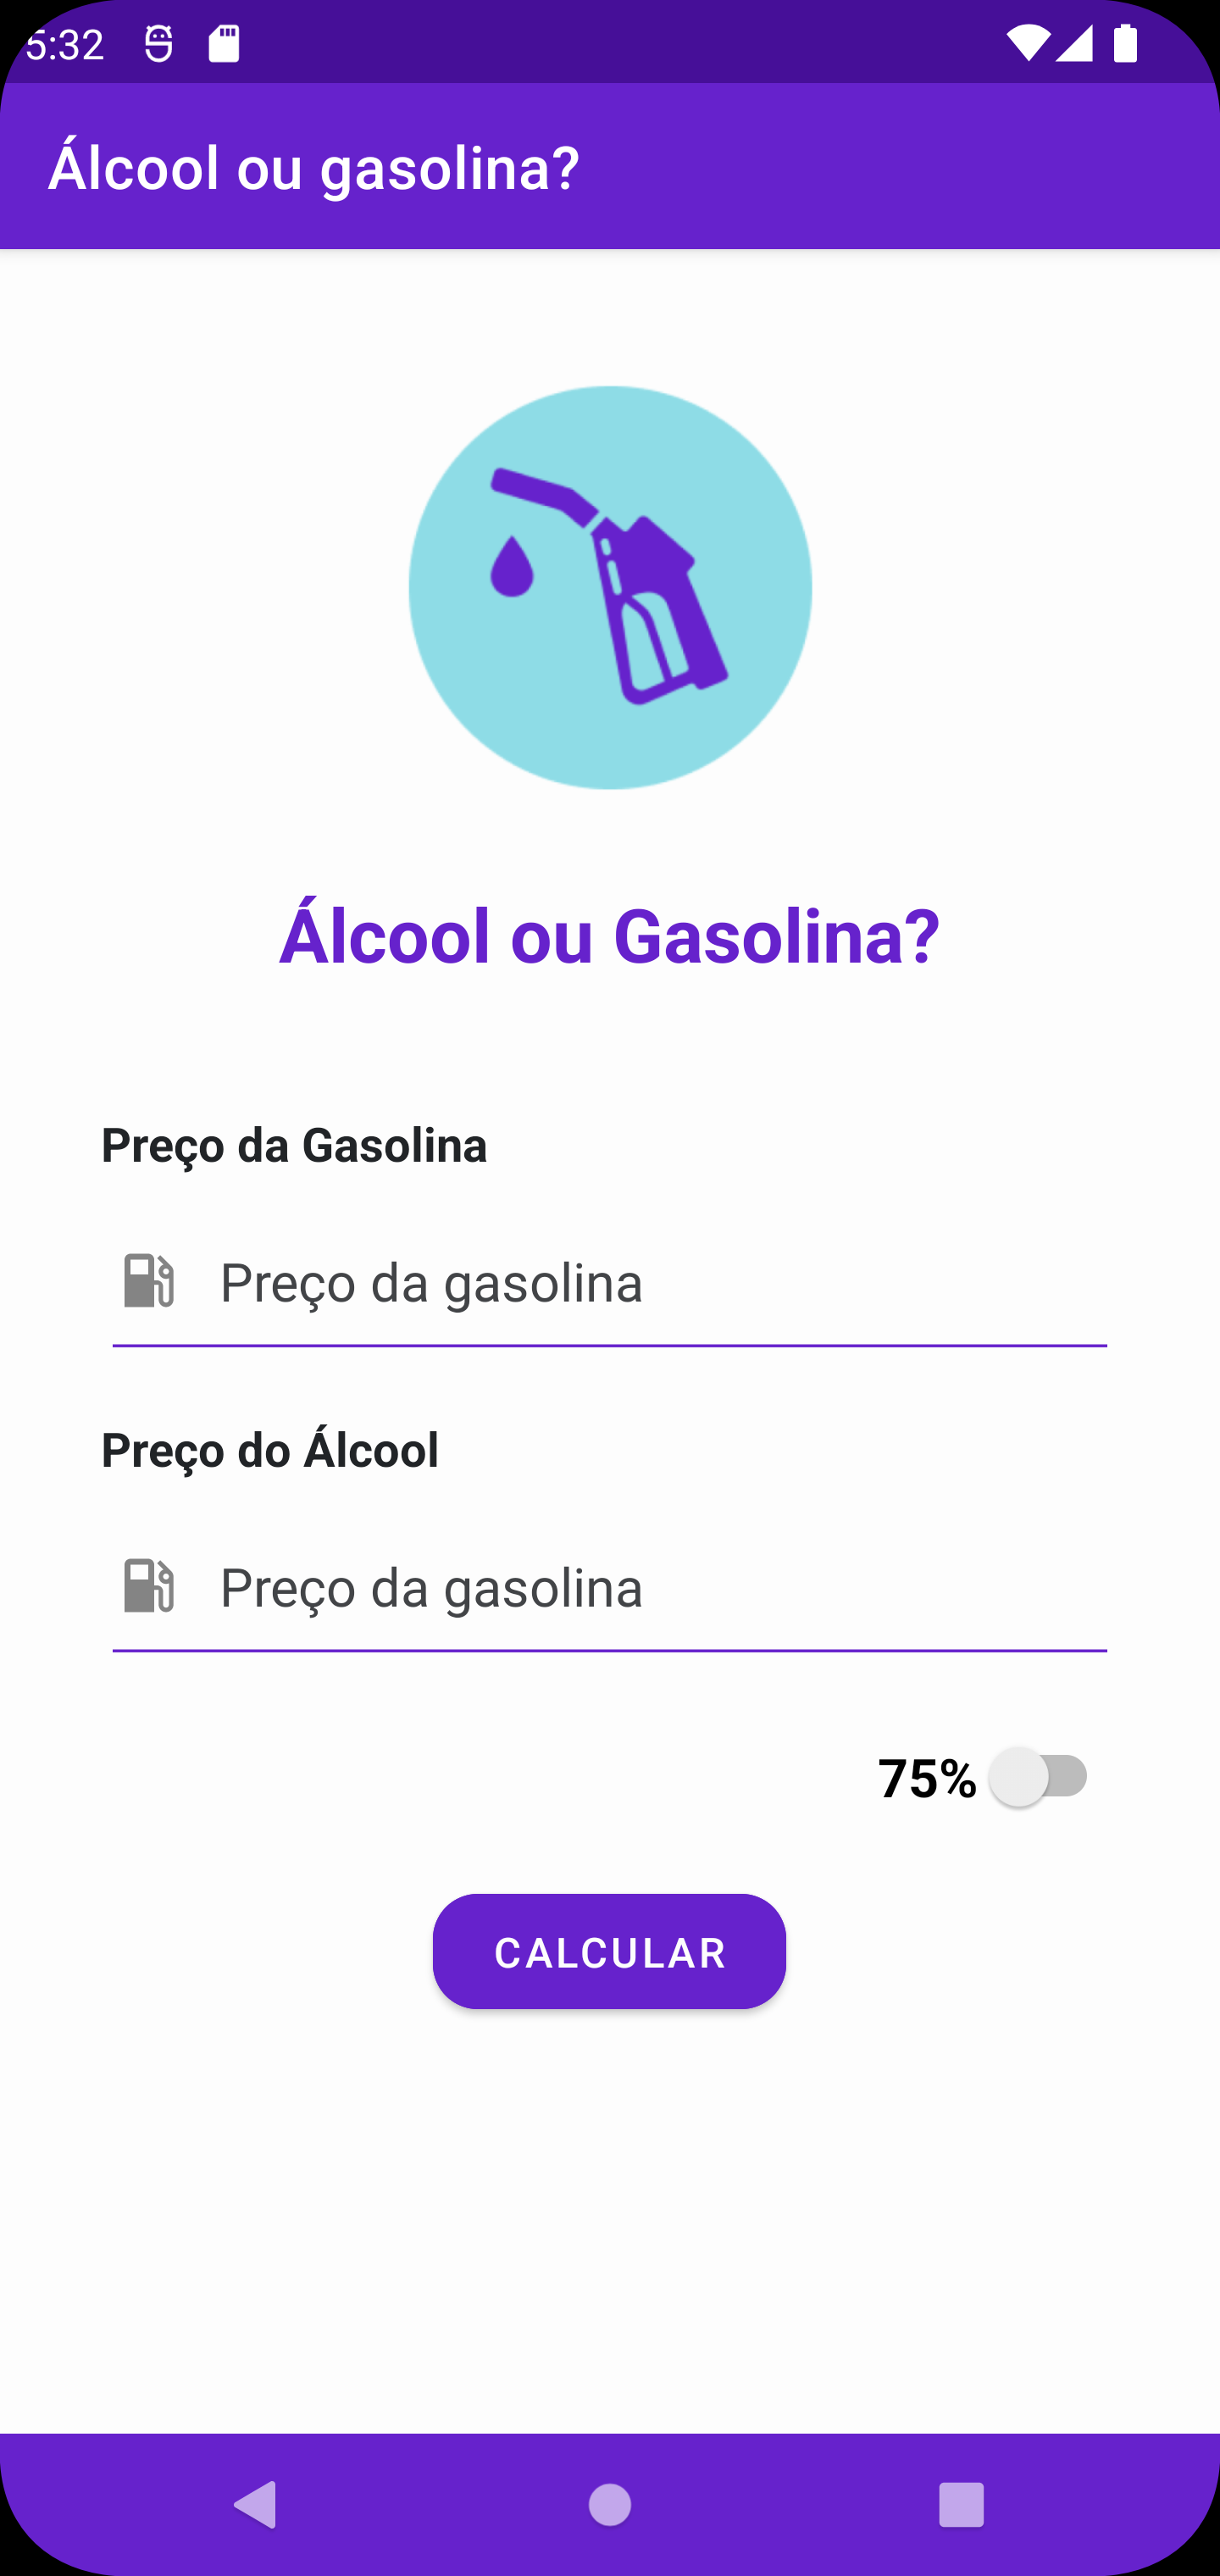 5:32
Álcool ou gasolina?
Álcool ou Gasolina?
Preço da Gasolina
Preço da gasolina
Preço do Álcool
Preço da gasolina
75%
CALCULAR